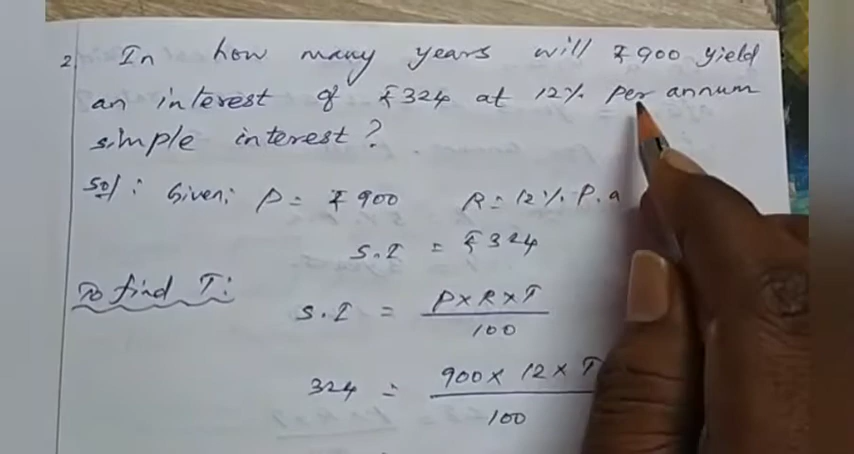 2. In how many years will ₹900 yield
an interest of ₹324 at 12% per annum
simple interest?
Sol: Given: P = ₹900 R = 12% P.a
S.I = ₹324
To find T:
S.I = P×R×T
100
324 = 900 × 12 × T
100